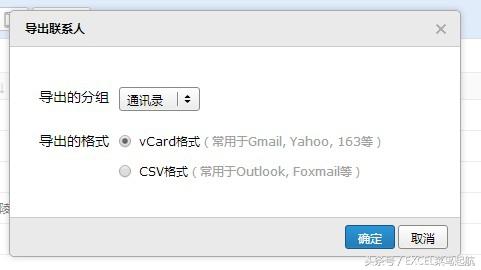 导出联系人
导出的分组 通讯录
导出的格式 vCard格式（常用于Gmail, Yahoo, 163等）
CSV格式（常用于Outlook, Foxmail等）
陵
确定 取消
头条号／EXCEL菜鸟起航